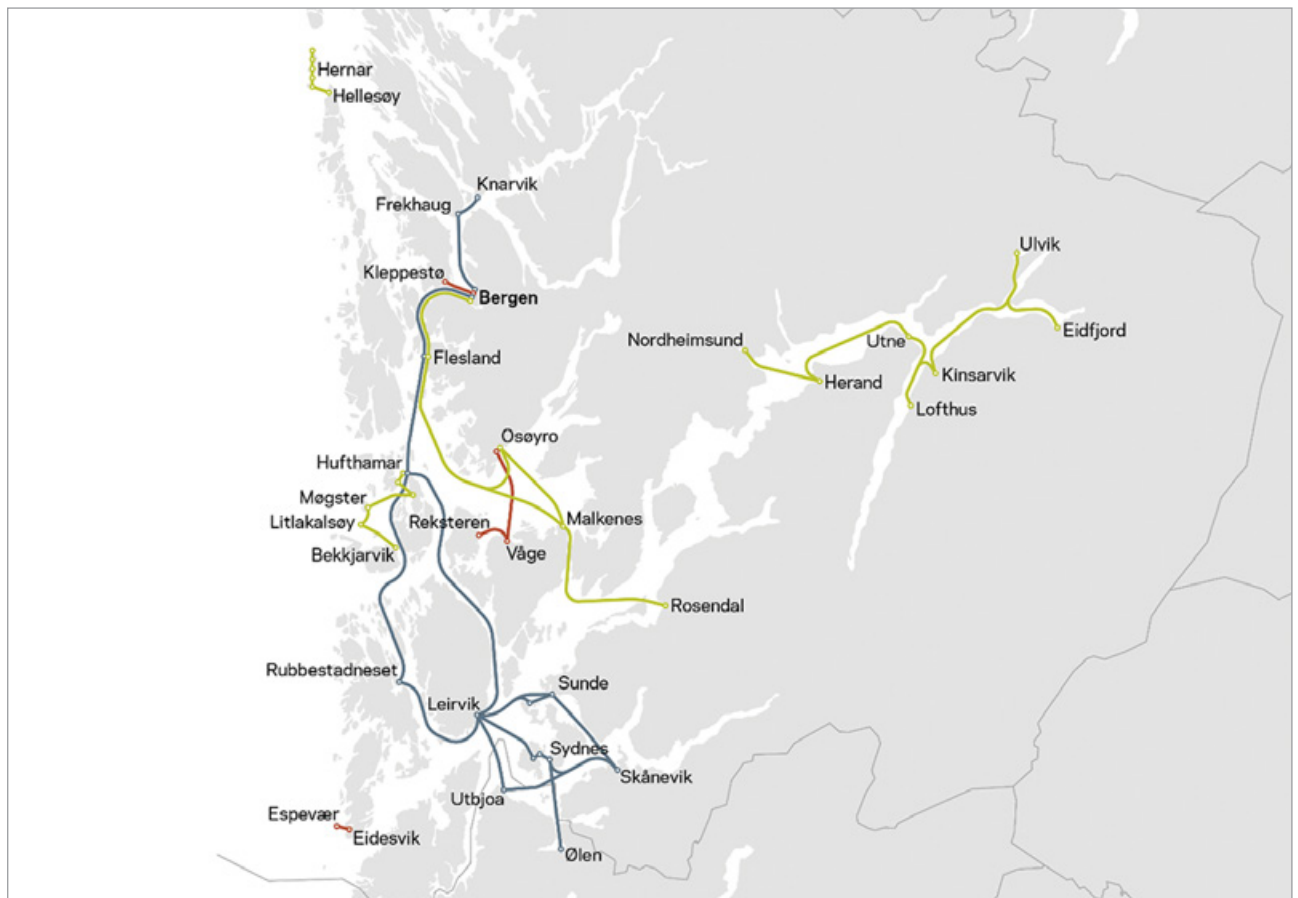 Hernar
Hellesøy
Knarvik
Frekhaug
Kleppestø
Bergen
Ulvik
Eidfjord
Utne
Nordheimsund
Kinsarvik
Herand
Lofthus
Flesland
Osøyro
Hufthamar
Møgster
Litlakalsøy
Reksteren
Malkenes
Bekkjarvik
Våge
Rosendal
Rubbestadneset
Sunde
Leirvik
Sydnes
Skånevik
Utbjoa
Espevær
Eidesvik
Ølen